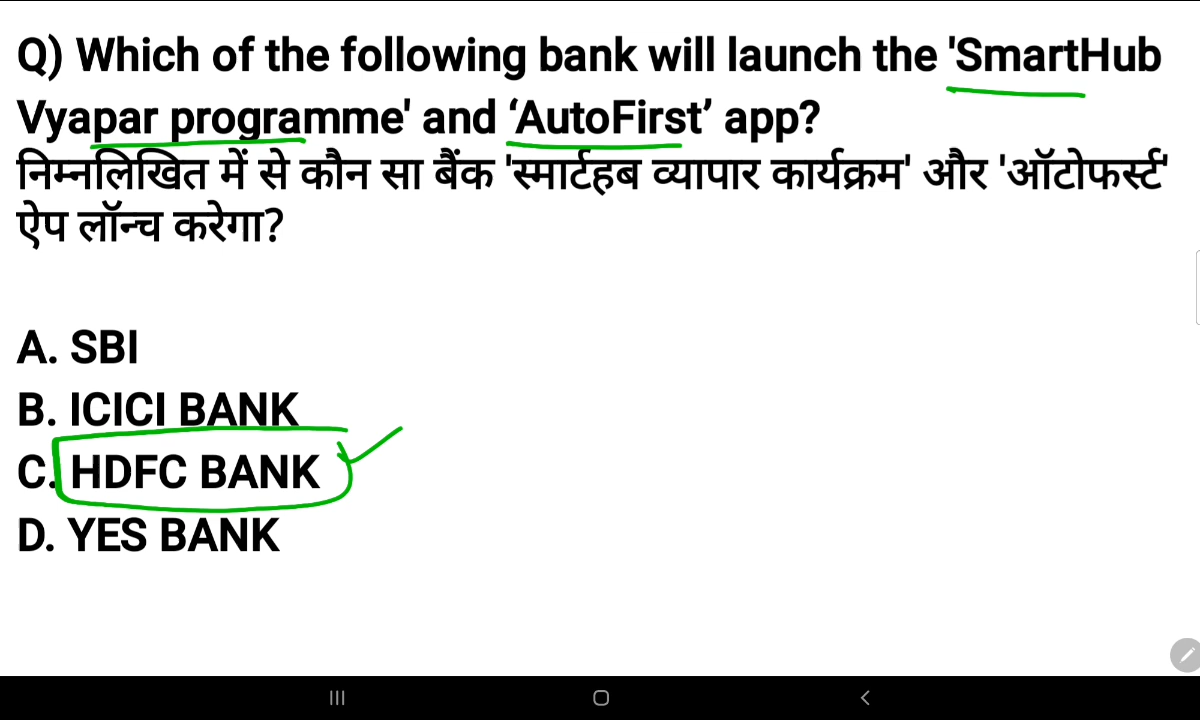 Q) Which of the following bank will launch the 'SmartHub
Vyapar programme' and ‘AutoFirst’ app?
निम्नलिखित में से कौन सा बैंक 'स्मार्टहब व्यापार कार्यक्रम' और 'ऑटोफर्स्ट'
ऐप लॉन्च करेगा?
A. SBI
B. ICICI BANK
C. HDFC BANK
D. YES BANK